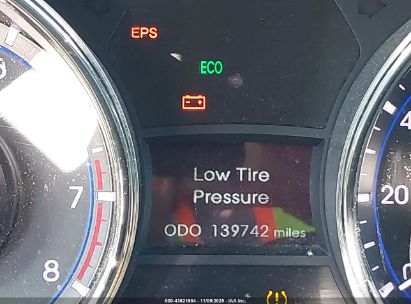 EPS
ECO
Low Tire
Pressure
ODO 139742 miles
7
8
20